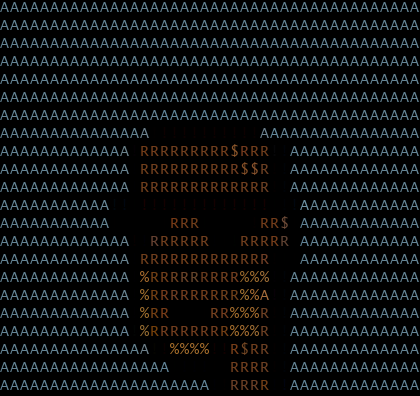 AAAAAAAAAAAAAAAAAAAAAAAAAAAAAAAAAAAAAAAAAA
AAAAAAAAAAAAAAAAAAAAAAAAAAAAAAAAAAAAAAAAAA
AAAAAAAAAAAAAAAAAAAAAAAAAAAAAAAAAAAAAAAAAA
AAAAAAAAAAAAAAAAAAAAAAAAAAAAAAAAAAAAAAAAAA
AAAAAAAAAAAAAAAAAAAAAAAAAAAAAAAAAAAAAAAAAA
AAAAAAAAAAAAAAAAAAAAAAAAAAAAAAAAAAAAAAAAAA
AAAAAAAAAAAAAAAAAAAAAAAAAAAAAAAAAAAAAAAAAA
AAAAAAAAAAAAAAA           AAAAAAAAAAAAAAAA
AAAAAAAAAAAAA RRRRRRRRR$RRR  AAAAAAAAAAAAA
AAAAAAAAAAAAA RRRRRRRRRR$$R  AAAAAAAAAAAAA
AAAAAAAAAAAAA RRRRRRRRRRRRR  AAAAAAAAAAAAA
AAAAAAAAAAA                   AAAAAAAAAAAA
AAAAAAAAAAA      RRR      RR$ AAAAAAAAAAAA
AAAAAAAAAAAAA  RRRRRR   RRRRR AAAAAAAAAAAA
AAAAAAAAAAAAA RRRRRRRRRRRRR   AAAAAAAAAAAA
AAAAAAAAAAAAA %RRRRRRRRR%%%  AAAAAAAAAAAAA
AAAAAAAAAAAAA %RRRRRRRRR%%A  AAAAAAAAAAAAA
AAAAAAAAAAAAA %RR    RR%%%R  AAAAAAAAAAAAA
AAAAAAAAAAAAA %RRRRRRRR%%%R  AAAAAAAAAAAAA
AAAAAAAAAAAAAAA  %%%%  R$RR  AAAAAAAAAAAAA
AAAAAAAAAAAAAAAAA      RRRR  AAAAAAAAAAAAA
AAAAAAAAAAAAAAAAAAAAA  RRRR  AAAAAAAAAAAAA